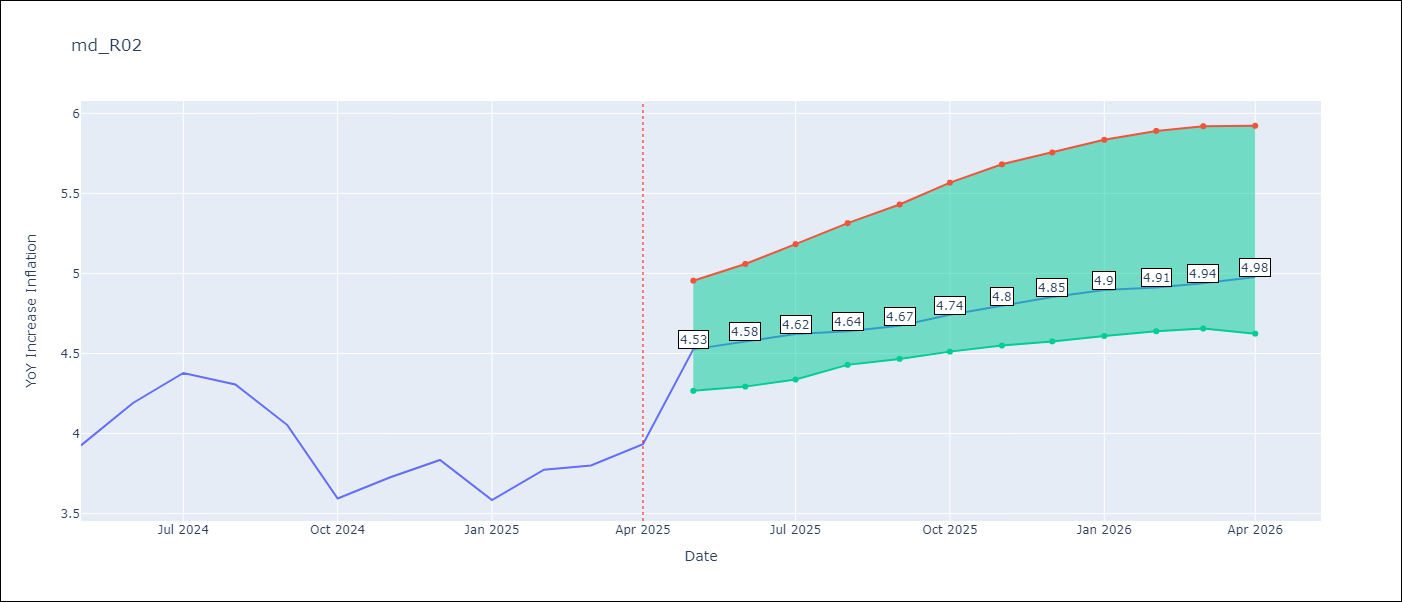 md_R02
YoY Increase Inflation
6
5.5
5
4.5
4
3.5
4.53
4.58
4.62
4.64
4.67
4.74
4.8
4.85
4.9
4.91
4.94
4.98
Jul 2024
Oct 2024
Jan 2025
Apr 2025
Jul 2025
Oct 2025
Jan 2026
Apr 2026
Date